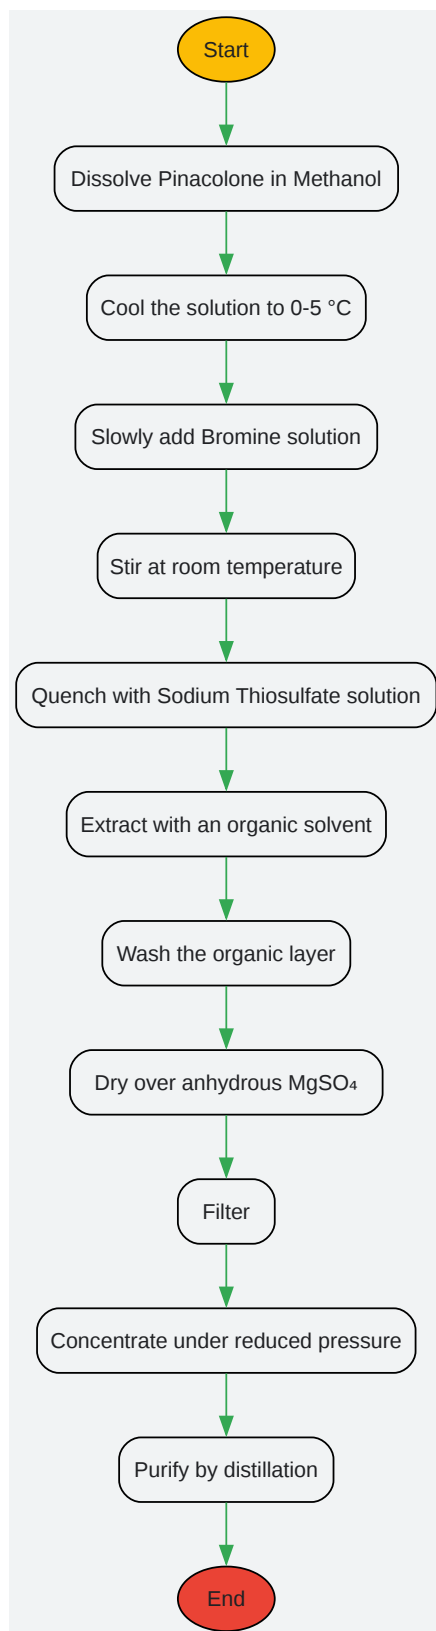 Start
Dissolve Pinacolone in Methanol
Cool the solution to 0-5 °C
Slowly add Bromine solution
Stir at room temperature
Quench with Sodium Thiosulfate solution
Extract with an organic solvent
Wash the organic layer
Dry over anhydrous MgSO₄
Filter
Concentrate under reduced pressure
Purify by distillation
End